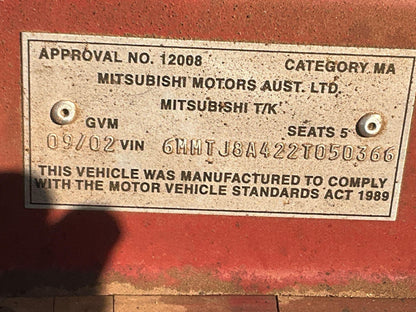 APPROVAL NO. 12008 CATEGORY MA
MITSUBISHI MOTORS AUST. LTD.
MITSUBISHI T/K
GVM SEATS 5
09/02 VIN 6MMTJ8A422T050366
THIS VEHICLE WAS MANUFACTURED TO COMPLY
WITH THE MOTOR VEHICLE STANDARDS ACT 1989